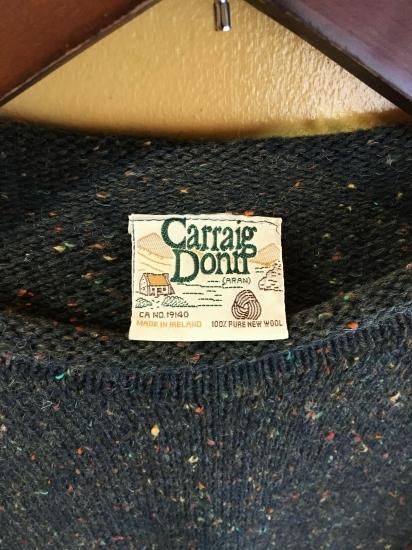 Carraig
Donn
(ARAN)
CA NO. 19140
MADE IN IRELAND
100% PURE NEW WOOL